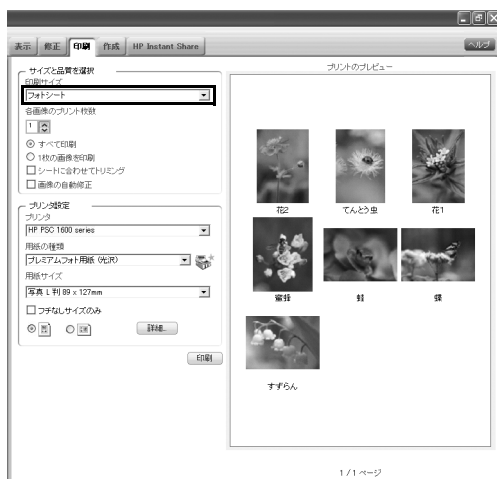 表示 修正 印刷 作成 HP Instant Share ヘルプ
サイズと品質を選択
印刷サイズ
フォトシート
各画像のプリント枚数
1
すべて印刷
1枚の画像を印刷
シートに合わせてトリミング
画像の自動修正
プリンタ設定
プリンタ
HP PSC 1600 series
用紙の種類
プレミアムフォト用紙 (光沢)
用紙サイズ
写真 L 判 89 x 127mm
フチなしサイズのみ
詳細...
印刷
プリントのプレビュー
花2 てんとう虫 花1
蜜蜂 蛙 蝶
すずらん
1 / 1 ページ